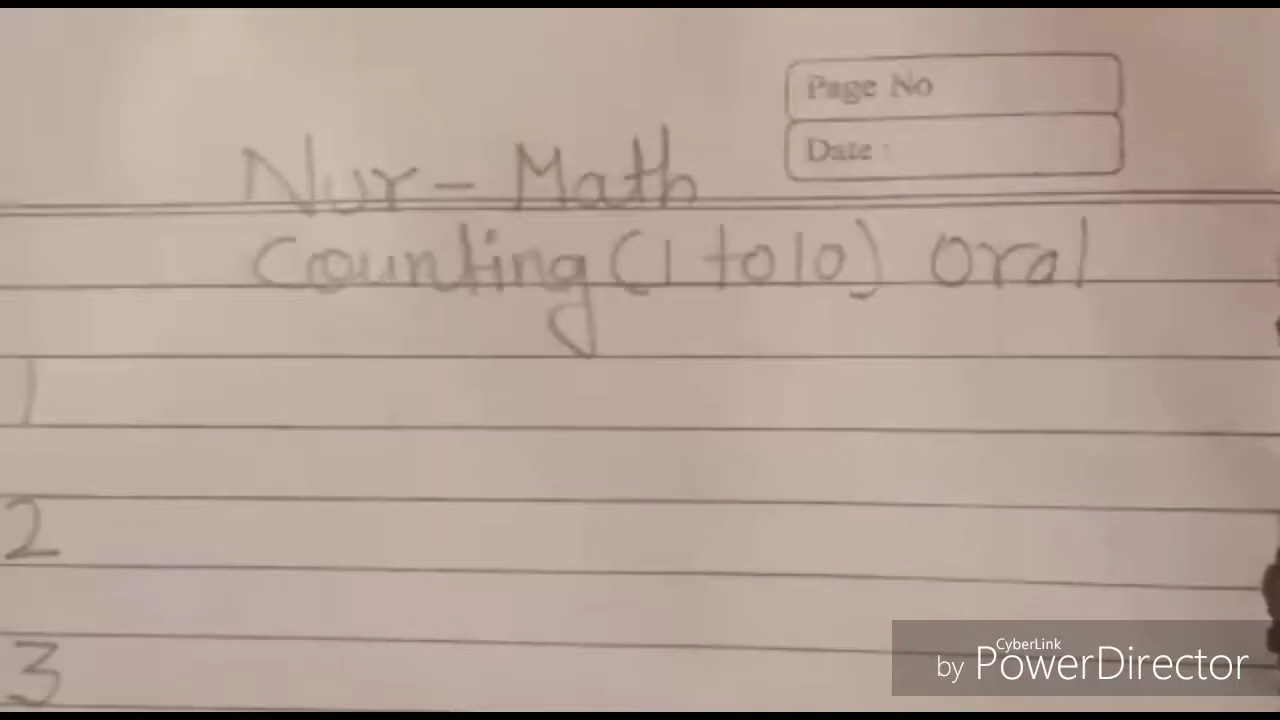 Page No
Date :
Nur - Math
Counting (1 to 10) Oral
1
2
3
CyberLink
by PowerDirector